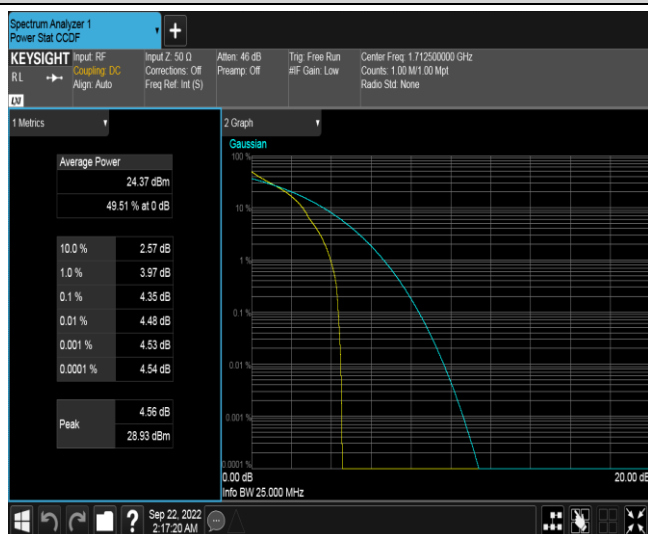 Spectrum Analyzer 1
Power Stat CCDF
+
KEYSIGHT
RL
LXI
Input: RF
Coupling: DC
Align: Auto
Input Z: 50 Ω
Corrections: Off
Freq Ref: Int (S)
Atten: 46 dB
Preamp: Off
Trig: Free Run
#IF Gain: Low
Center Freq: 1.712500000 GHz
Counts: 1.00 M/1.00 Mpt
Radio Std: None
1 Metrics
Average Power
24.37 dBm
49.51 % at 0 dB
10.0 % 2.57 dB
1.0 % 3.97 dB
0.1 % 4.35 dB
0.01 % 4.48 dB
0.001 % 4.53 dB
0.0001 % 4.54 dB
Peak
4.56 dB
28.93 dBm
2 Graph
Gaussian
100 %
10 %
1 %
0.1 %
0.01 %
0.001 %
0.0001 %
0.00 dB
20.00 dB
Info BW 25.000 MHz
?
Sep 22, 2022
2:17:20 AM